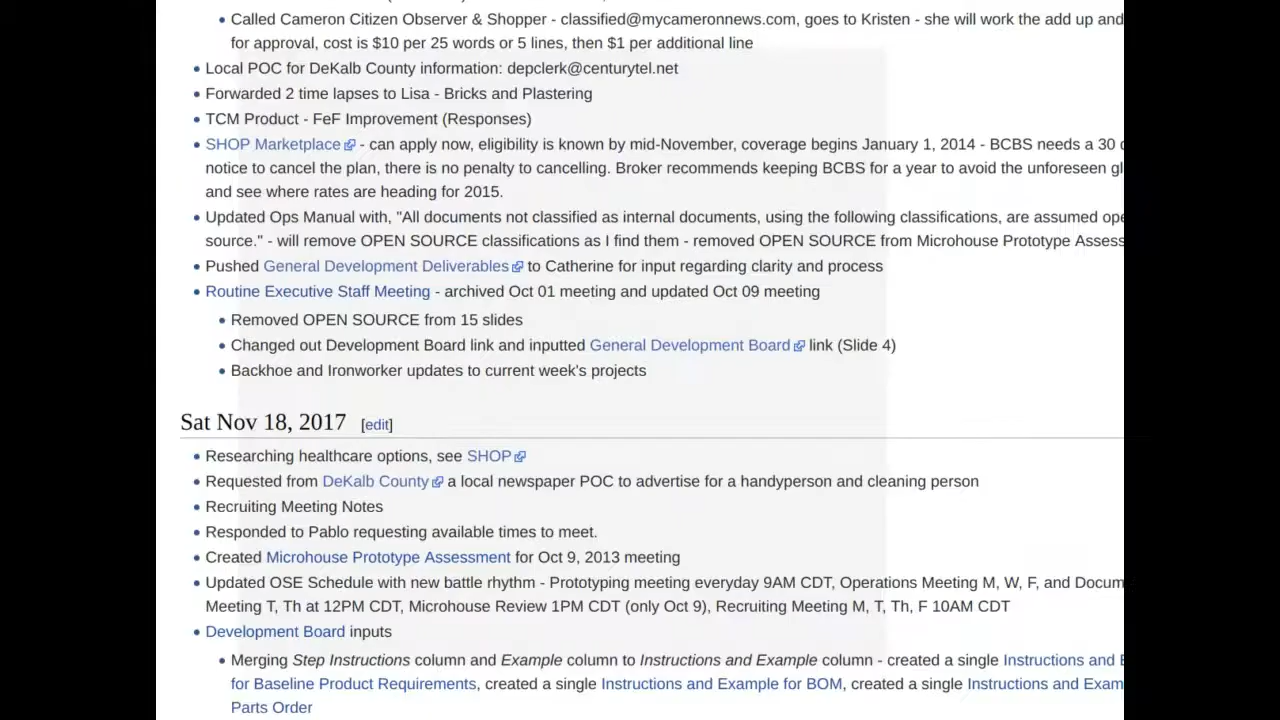 Called Cameron Citizen Observer & Shopper - classified@mycameronnews.com, goes to Kristen - she will work the add up and
for approval, cost is $10 per 25 words or 5 lines, then $1 per additional line
Local POC for DeKalb County information: depclerk@centurytel.net
Forwarded 2 time lapses to Lisa - Bricks and Plastering
TCM Product - FeF Improvement (Responses)
SHOP Marketplace - can apply now, eligibility is known by mid-November, coverage begins January 1, 2014 - BCBS needs a 30
notice to cancel the plan, there is no penalty to cancelling. Broker recommends keeping BCBS for a year to avoid the unforeseen
and see where rates are heading for 2015.
Updated Ops Manual with, "All documents not classified as internal documents, using the following classifications, are assumed
source." - will remove OPEN SOURCE classifications as I find them - removed OPEN SOURCE from Microhouse Prototype
Pushed General Development Deliverables to Catherine for input regarding clarity and process
Routine Executive Staff Meeting - archived Oct 01 meeting and updated Oct 09 meeting
Removed OPEN SOURCE from 15 slides
Changed out Development Board link and inputted General Development Board link (Slide 4)
Backhoe and Ironworker updates to current week's projects
Sat Nov 18, 2017 [edit]
Researching healthcare options, see SHOP
Requested from DeKalb County a local newspaper POC to advertise for a handyperson and cleaning person
Recruiting Meeting Notes
Responded to Pablo requesting available times to meet.
Created Microhouse Prototype Assessment for Oct 9, 2013 meeting
Updated OSE Schedule with new battle rhythm - Prototyping meeting everyday 9AM CDT, Operations Meeting M, W, F, and
Meeting T, Th at 12PM CDT, Microhouse Review 1PM CDT (only Oct 9), Recruiting Meeting M, T, Th, F 10AM CDT
Development Board inputs
Merging Step Instructions column and Example column to Instructions and Example column - created a single Instructions and
for Baseline Product Requirements, created a single Instructions and Example for BOM, created a single Instructions and
Parts Order